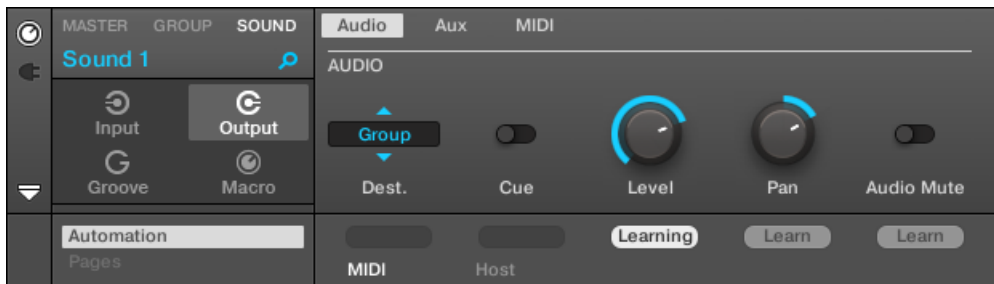 MASTER GROUP SOUND
Sound 1
Input Output
Groove Macro
Automation
Pages
Audio Aux MIDI
AUDIO
Group
Dest. Cue Level Pan Audio Mute
Learning Learn Learn
MIDI Host